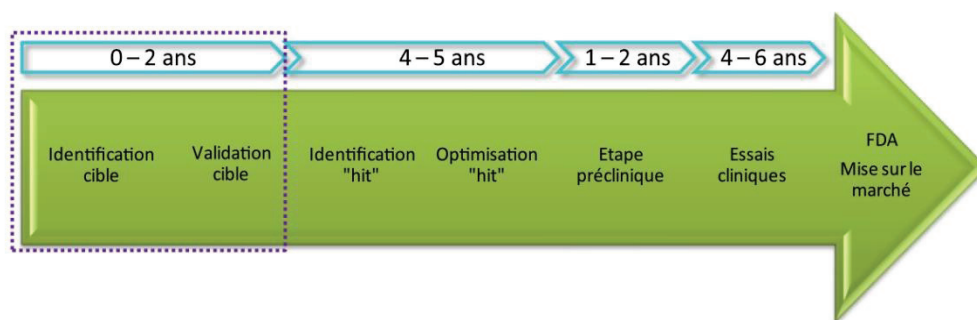 0 – 2 ans
4 – 5 ans
1 – 2 ans
4 – 6 ans
Identification
cible
Validation
cible
Identification
"hit"
Optimisation
"hit"
Etape
préclinique
Essais
cliniques
FDA
Mise sur le
marché